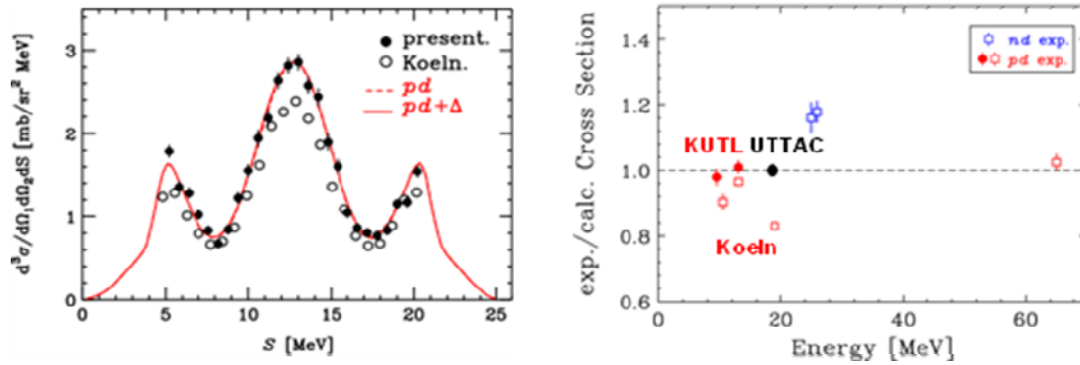 present.
Koeln.
pd
pd+Δ
3
2
1
0
0 5 10 15 20 25
S [MeV]
d³σ/dΩ₁dΩ₂dS [mb/sr² MeV]
1.4
1.2
1.0
0.8
0.6
0 20 40 60
Energy [MeV]
exp./calc. Cross Section
nd exp.
pd exp.
KUTL UTTAC
Koeln